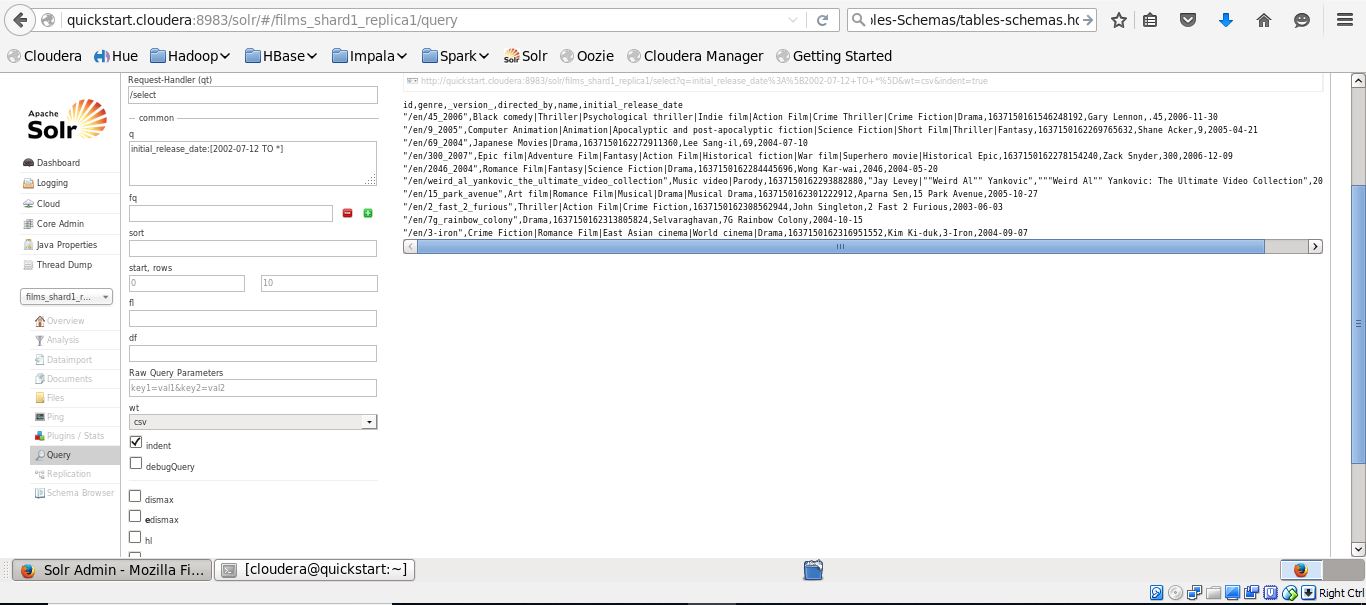 quickstart.cloudera:8983/solr/#/films_shard1_replica1/query
ples-Schemas/tables-schemas.ho
Cloudera Hue Hadoop HBase Impala Spark Solr Oozie Cloudera Manager Getting Started
Apache
Solr
Dashboard
Logging
Cloud
Core Admin
Java Properties
Thread Dump
films_shard1_r...
Overview
Analysis
Dataimport
Documents
Files
Ping
Plugins / Stats
Query
Replication
Schema Browser
Request-Handler (qt)
/select
common
q
initial_release_date:[2002-07-12 TO *]
fq
sort
start, rows
0 10
fl
df
Raw Query Parameters
key1=val1&key2=val2
wt
csv
indent
debugQuery
dismax
edismax
hl
http://quickstart.cloudera:8983/solr/films_shard1_replica1/select?q=initial_release_date%3A%5B2002-07-12+TO+*%5D&wt=csv&indent=true
id,genre,_version_,directed_by,name,initial_release_date
"/en/45_2006",Black comedy|Thriller|Psychological thriller|Indie film|Action Film|Crime Thriller|Crime Fiction|Drama,1637150161546248192,Gary Lennon,.45,2006-11-30
"/en/9_2005",Computer Animation|Animation|Apocalyptic and post-apocalyptic fiction|Science Fiction|Short Film|Thriller|Fantasy,1637150162269765632,Shane Acker,9,2005-04-21
"/en/69_2004",Japanese Movies|Drama,1637150162272911360,Lee Sang-il,69,2004-07-10
"/en/300_2007",Epic film|Adventure Film|Fantasy|Action Film|Historical fiction|War film|Superhero movie|Historical Epic,1637150162278154240,Zack Snyder,300,2006-12-09
"/en/2046_2004",Romance Film|Fantasy|Science Fiction|Drama,1637150162284445696,Wong Kar-wai,2046,2004-05-20
"/en/weird_al_yankovic_the_ultimate_video_collection",Music video|Parody,1637150162293882880,"Jay Levey|""Weird Al"" Yankovic","""Weird Al"" Yankovic: The Ultimate Video Collection",20
"/en/15_park_avenue",Art film|Romance Film|Musical|Drama|Musical Drama,1637150162301222912,Aparna Sen,15 Park Avenue,2005-10-27
"/en/2_fast_2_furious",Thriller|Action Film|Crime Fiction,1637150162308562944,John Singleton,2 Fast 2 Furious,2003-06-03
"/en/7g_rainbow_colony",Drama,1637150162313805824,Selvaraghavan,7G Rainbow Colony,2004-10-15
"/en/3-iron",Crime Fiction|Romance Film|East Asian cinema|World cinema|Drama,1637150162316951552,Kim Ki-duk,3-Iron,2004-09-07
Solr Admin - Mozilla Fi... [cloudera@quickstart:~]
Right Ctrl